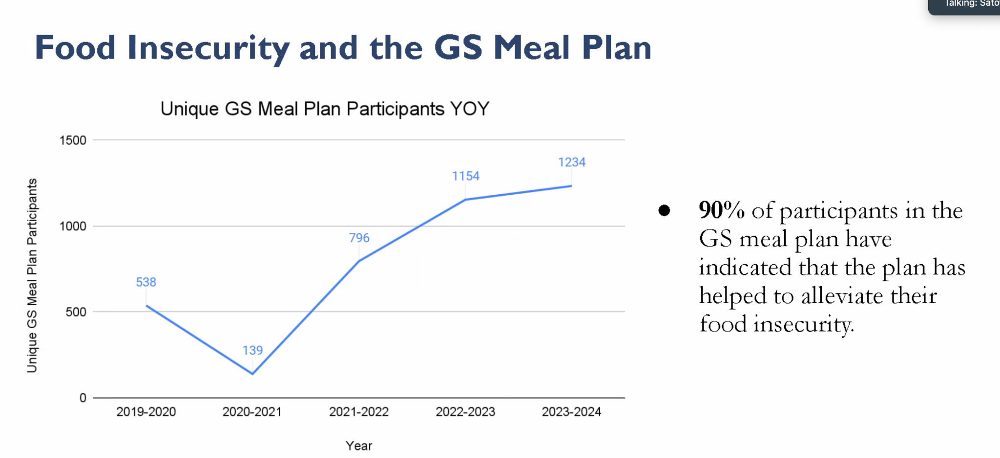 Talking:
Food Insecurity and the GS Meal Plan
Unique GS Meal Plan Participants YOY
Unique GS Meal Plan Participants
1500
1000
500
0
538
139
796
1154
1234
2019-2020 2020-2021 2021-2022 2022-2023 2023-2024
Year
● 90% of participants in the
GS meal plan have
indicated that the plan has
helped to alleviate their
food insecurity.